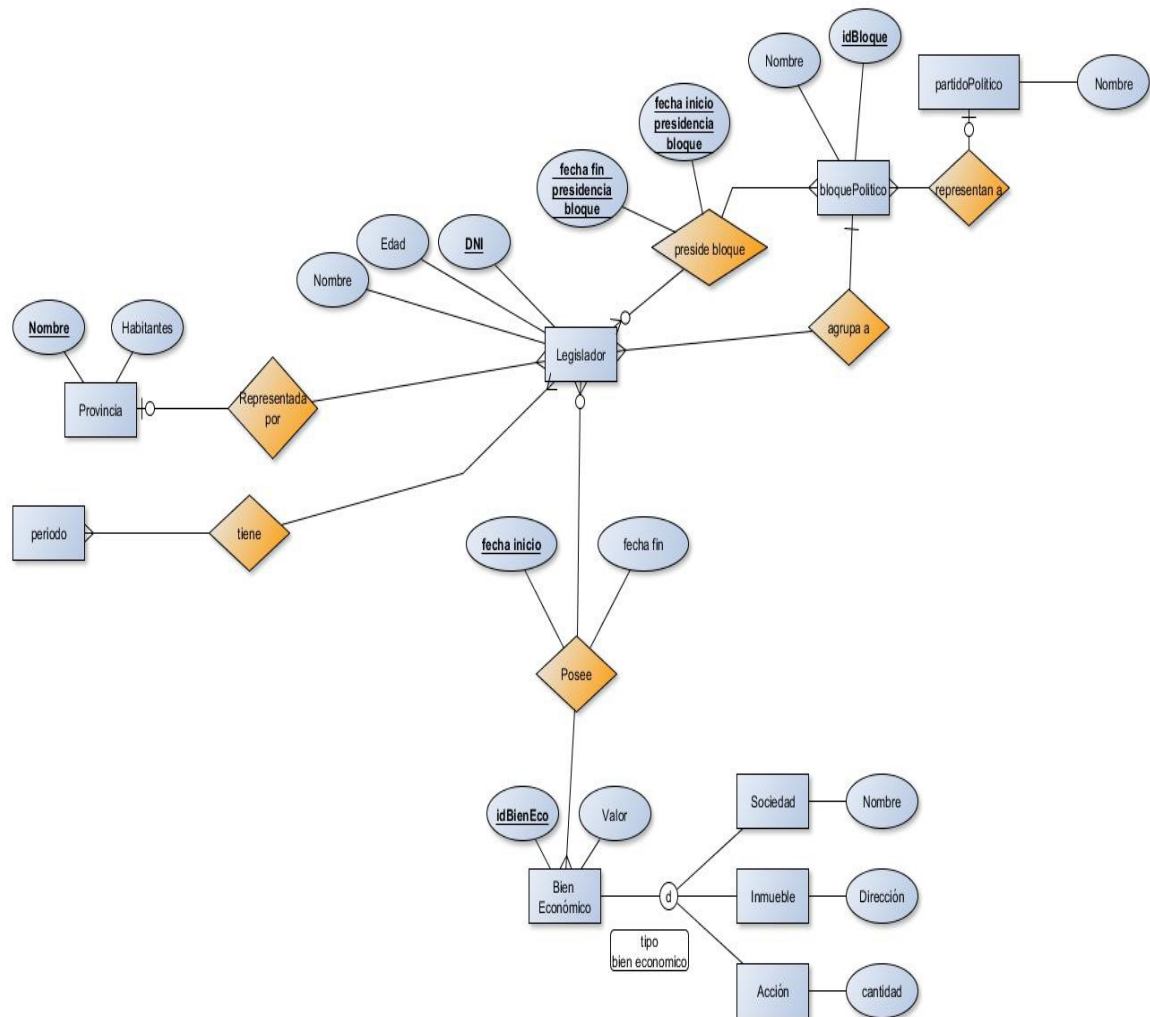 idBloque
Nombre
partidoPolitico
Nombre
fecha inicio
presidencia
bloque
fecha fin
presidencia
bloque
bloquePolitico
representan a
Edad
DNI
preside bloque
Nombre
Nombre
Habitantes
agrupa a
Legislador
Provincia
Representada
por
periodo
tiene
fecha inicio
fecha fin
Posee
idBienEco
Valor
Sociedad
Nombre
Bien
Económico
d
Inmueble
Dirección
tipo
bien economico
Acción
cantidad